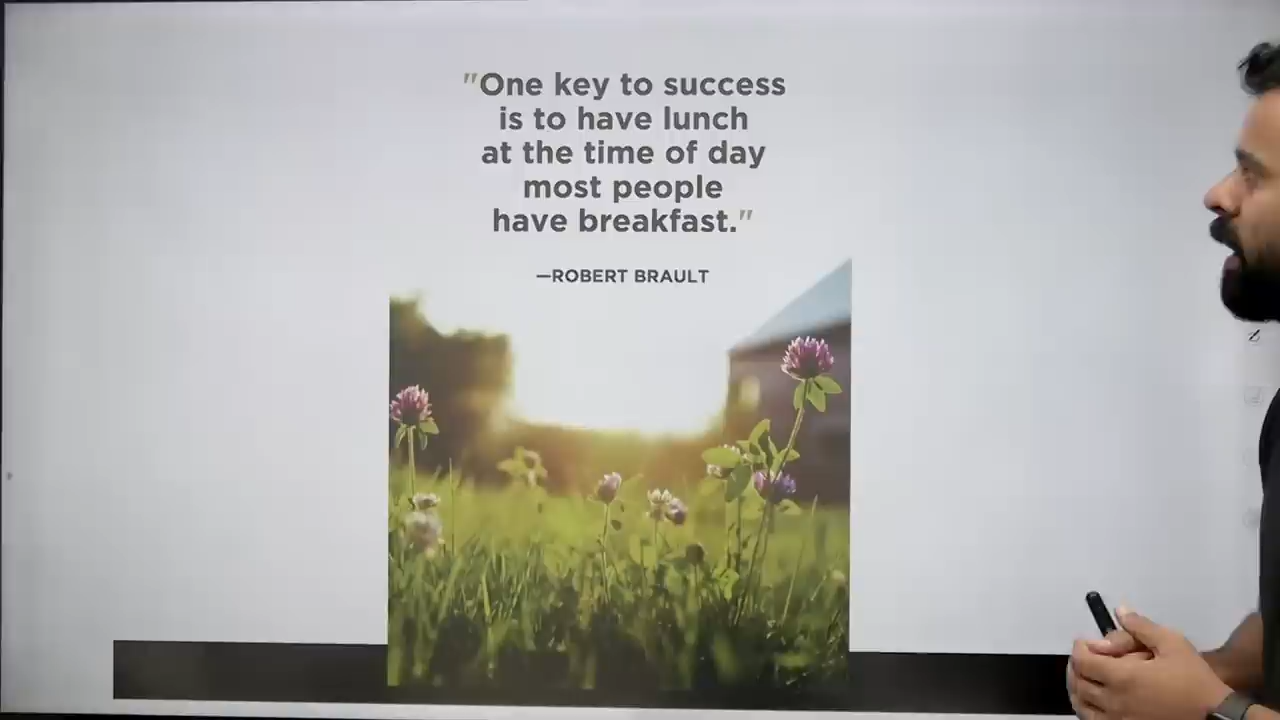 "One key to success
is to have lunch
at the time of day
most people
have breakfast."
—ROBERT BRAULT